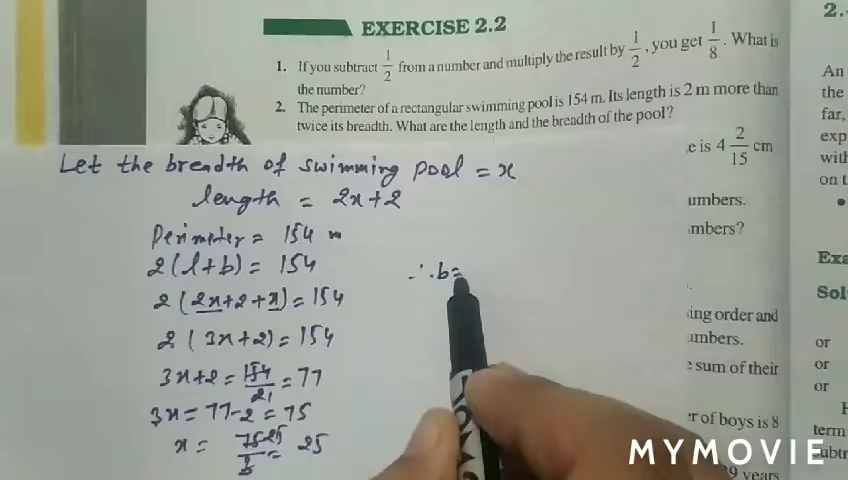 EXERCISE 2.2
1. If you subtract 1/2 from a number and multiply the result by 1/2, you get 1/8. What is
the number?
2. The perimeter of a rectangular swimming pool is 154 m. Its length is 2 m more than
twice its breadth. What are the length and the breadth of the pool?
Let the breadth of swimming pool = x
length = 2x+2
Perimeter = 154 m
2(l+b) = 154
2(2x+2+x) = 154
2(3x+2) = 154
3x+2 = 154/2 = 77
3x = 77-2 = 75
x = 75/3 = 25
∴ b=
e is 4 2/15 cm
umbers.
mbers?
ing order and
umbers.
e sum of their
r of boys is 8
9 years
2.
An
the
far,
exp
with
on t
Exa
Sol
or
or
or
H
term
subtr
MYMOVIE